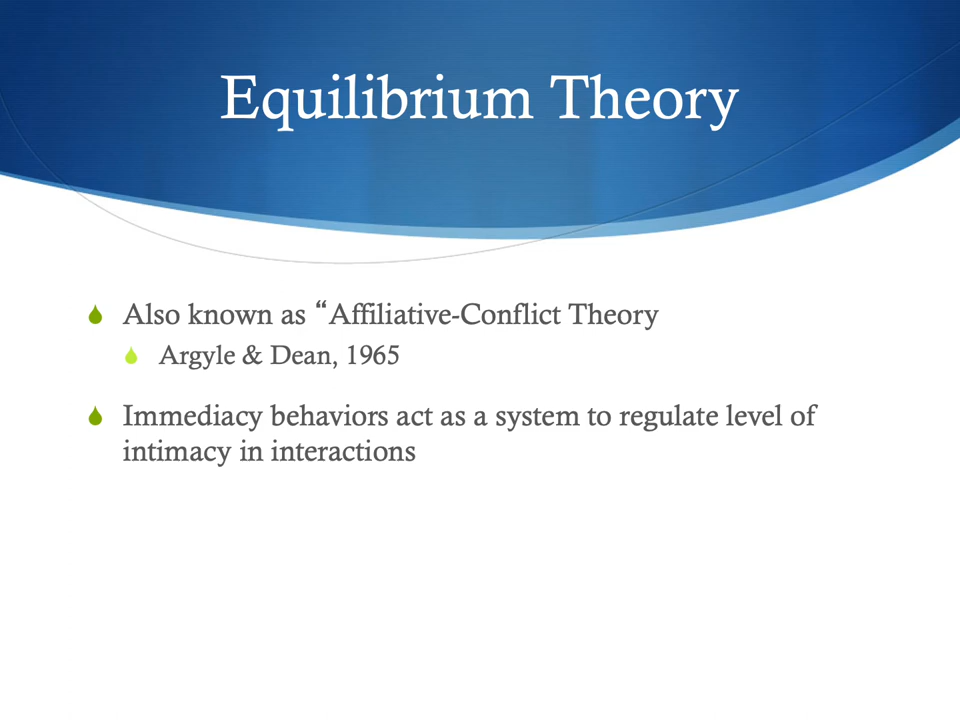 Equilibrium Theory
Also known as “Affiliative-Conflict Theory
Argyle & Dean, 1965
Immediacy behaviors act as a system to regulate level of
intimacy in interactions